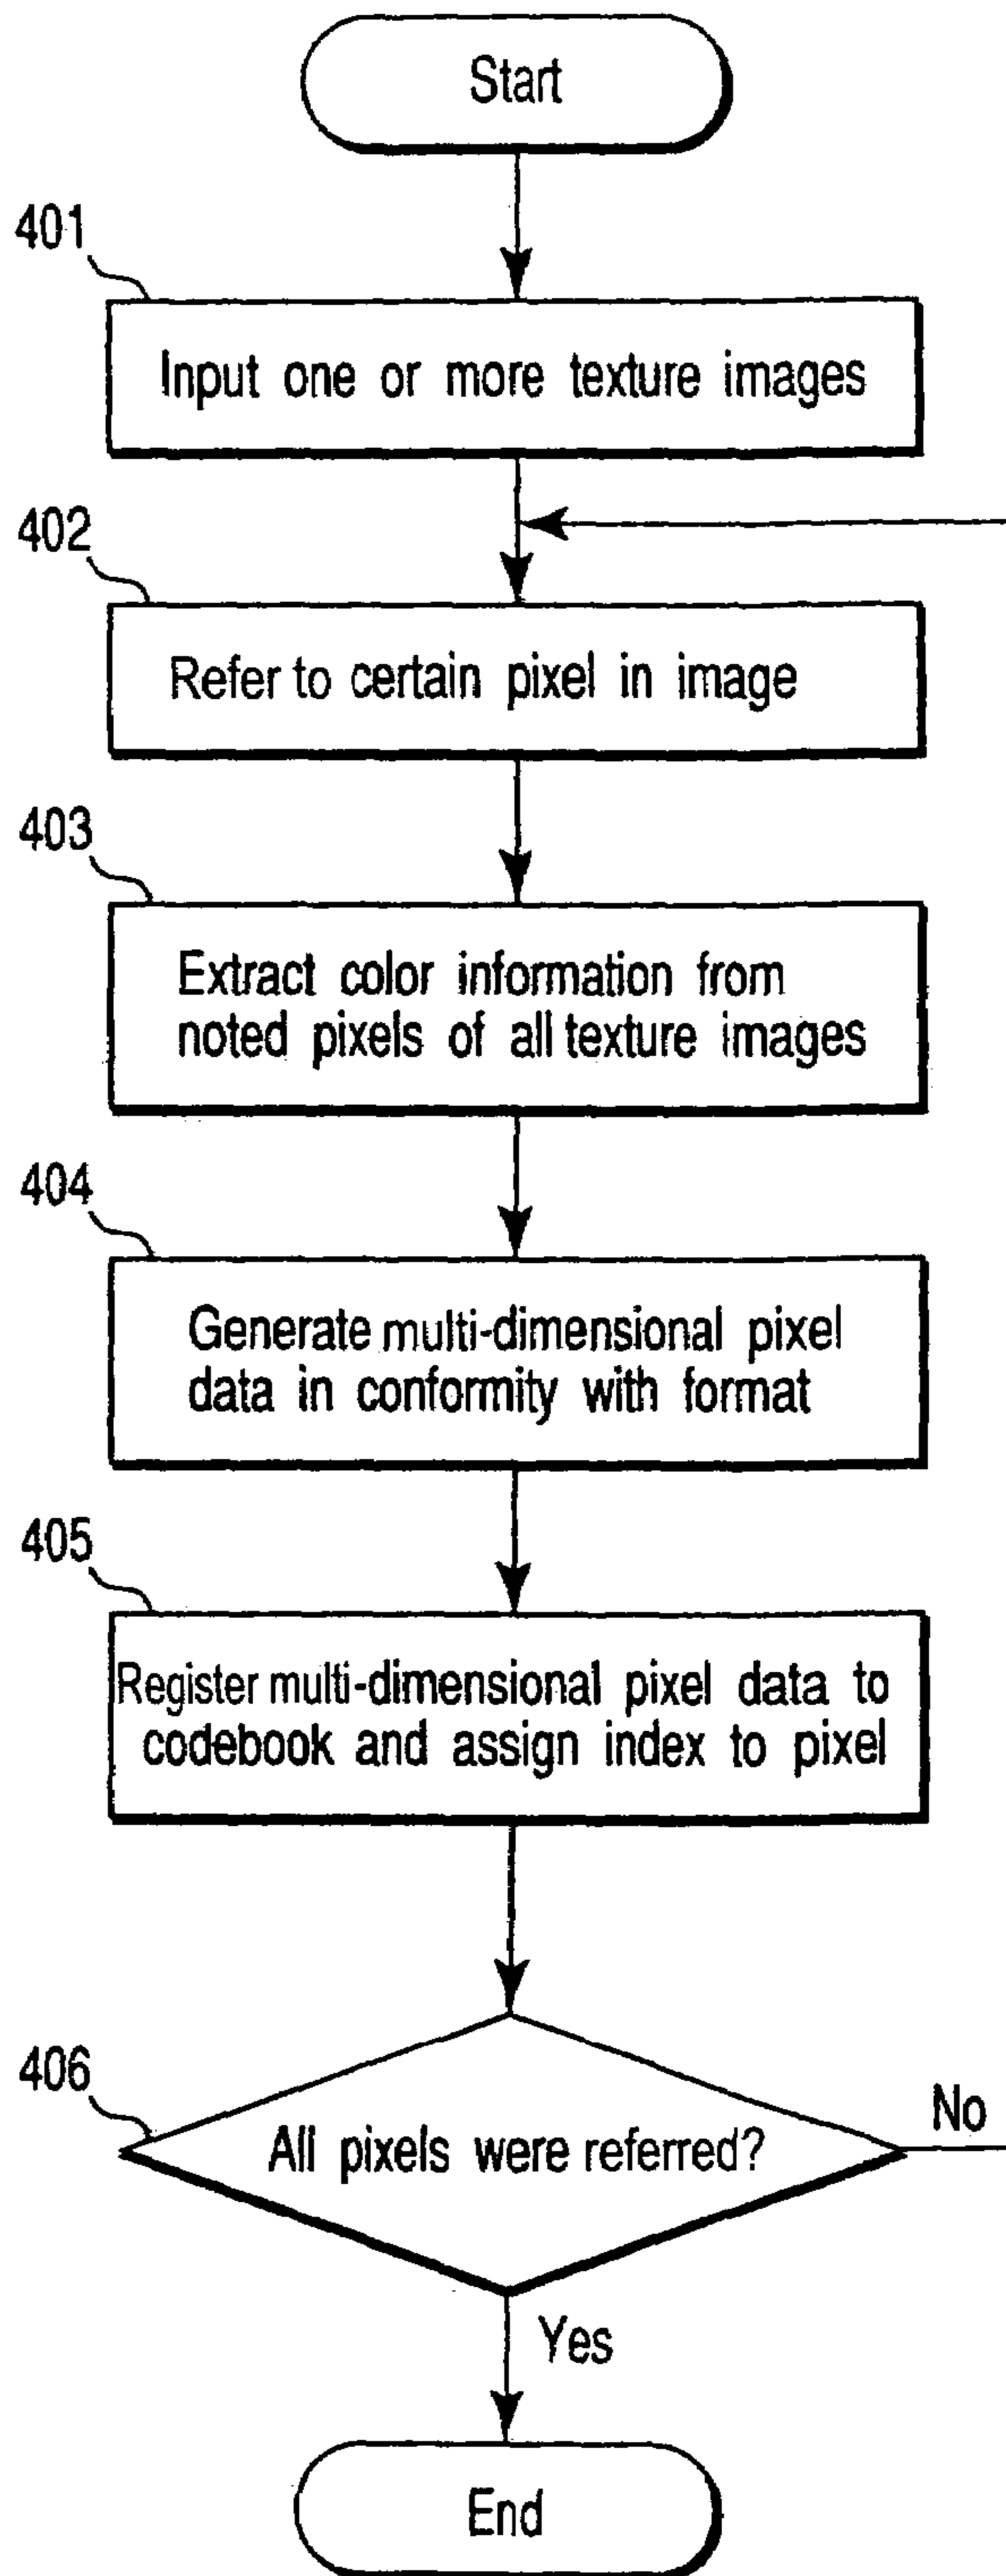 Start
401
Input one or more texture images
402
Refer to certain pixel in image
403
Extract color information from
noted pixels of all texture images
404
Generate multi-dimensional pixel
data in conformity with format
405
Register multi-dimensional pixel data to
codebook and assign index to pixel
406
All pixels were referred?
No
Yes
End